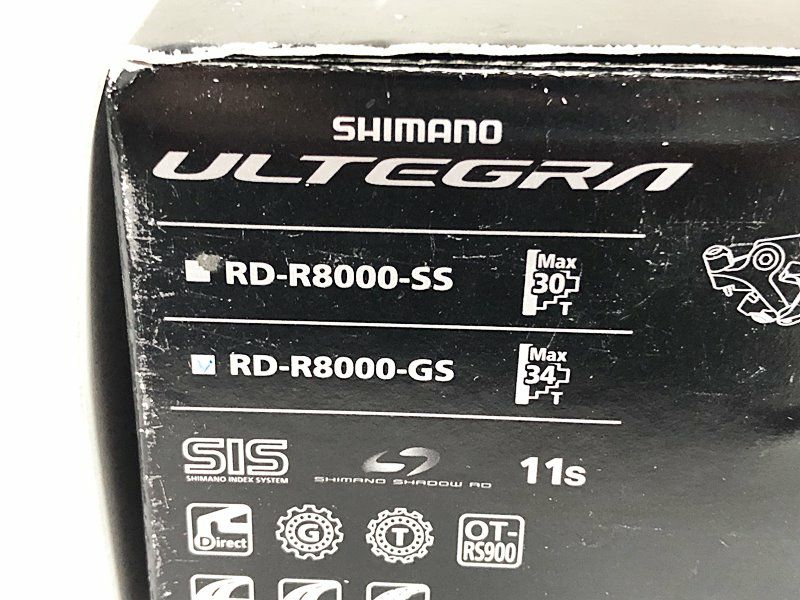 SHIMANO
ULTEGRA
RD-R8000-SS
Max
30
T
RD-R8000-GS
Max
34
T
SIS
SHIMANO INDEX SYSTEM
SHIMANO SHADOW RD
11s
Direct
G
T
OT-
RS900